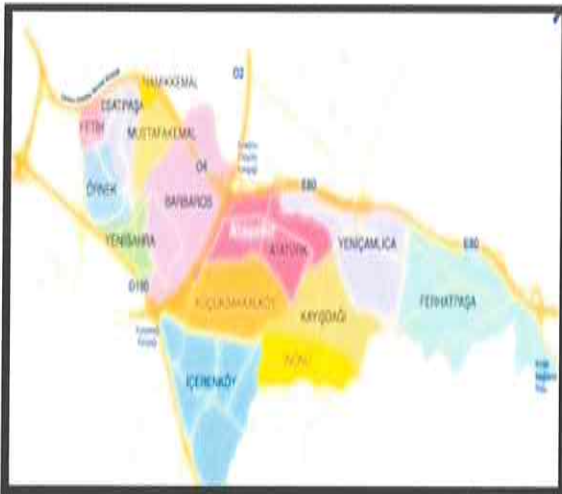 NAMIKKEMAL
O2
ESATPAŞA
FETİH
MUSTAFAKEMAL
O4
E80
ÖRNEK
BARBAROS
YENİSAHRA
ATATÜRK
YENİÇAMLICA
E80
D100
KÜÇÜKBAKKALKÖY
KAYIŞDAĞI
FERHATPAŞA
İNÖNÜ
İÇERENKÖY